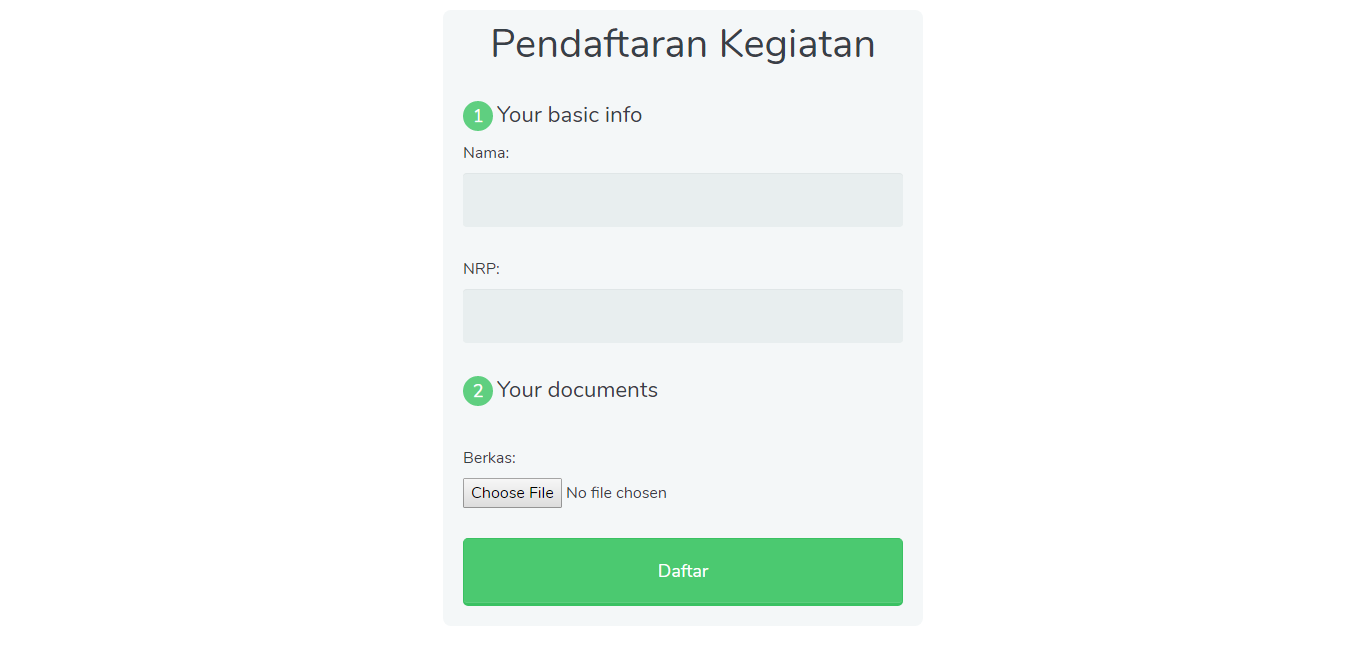 Pendaftaran Kegiatan
1 Your basic info
Nama:
NRP:
2 Your documents
Berkas:
Choose File No file chosen
Daftar